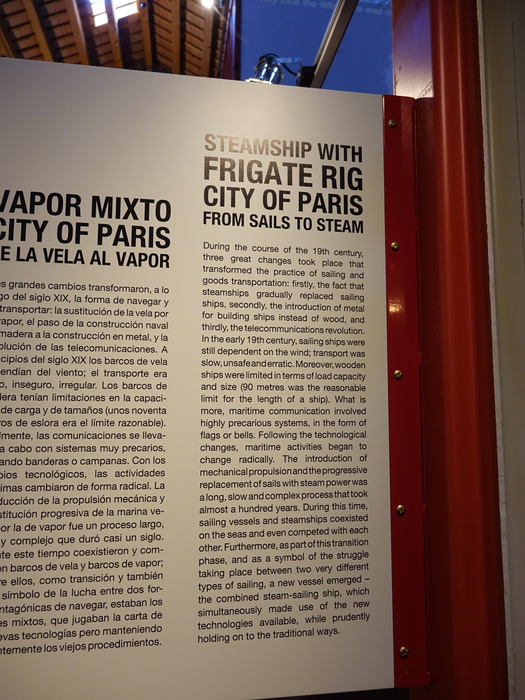 VAPOR MIXTO
CITY OF PARIS
LA VELA AL VAPOR
grandes cambios transformaron, a lo
del siglo XIX, la forma de navegar y
transportar: la sustitución de la vela por
vapor, el paso de la construcción naval
madera a la construcción en metal, y la
de las telecomunicaciones. A
del siglo XIX los barcos de vela
del viento; el transporte era
inseguro, irregular. Los barcos de
tenían limitaciones en la capaci-
de carga y de tamaños (unos noventa
de eslora era el límite razonable).
las comunicaciones se lleva-
a cabo con sistemas muy precarios,
banderas o campanas. Con los
tecnológicos, las actividades
cambiaron de forma radical. La
de la propulsión mecánica y
progresiva de la marina ve-
por la de vapor fue un proceso largo,
y complejo que duró casi un siglo.
este tiempo coexistieron y com-
barcos de vela y barcos de vapor;
ellos, como transición y también
símbolo de la lucha entre dos for-
de navegar, estaban los
mixtos, que jugaban la carta de
tecnologías pero manteniendo
los viejos procedimientos.
STEAMSHIP WITH
FRIGATE RIG
CITY OF PARIS
FROM SAILS TO STEAM
During the course of the 19th century,
three great changes took place that
transformed the practice of sailing and
goods transportation: firstly, the fact that
steamships gradually replaced sailing
ships, secondly, the introduction of metal
for building ships instead of wood, and
thirdly, the telecommunications revolution.
In the early 19th century, sailing ships were
still dependent on the wind; transport was
slow, unsafe and erratic. Moreover, wooden
ships were limited in terms of load capacity
and size (90 metres was the reasonable
limit for the length of a ship). What is
more, maritime communication involved
highly precarious systems, in the form of
flags or bells. Following the technological
changes, maritime activities began to
change radically. The introduction of
mechanical propulsion and the progressive
replacement of sails with steam power was
a long, slow and complex process that took
almost a hundred years. During this time,
sailing vessels and steamships coexisted
on the seas and even competed with each
other. Furthermore, as part of this transition
phase, and as a symbol of the struggle
taking place between two very different
types of sailing, a new vessel emerged –
the combined steam-sailing ship, which
simultaneously made use of the new
technologies available, while prudently
holding on to the traditional ways.